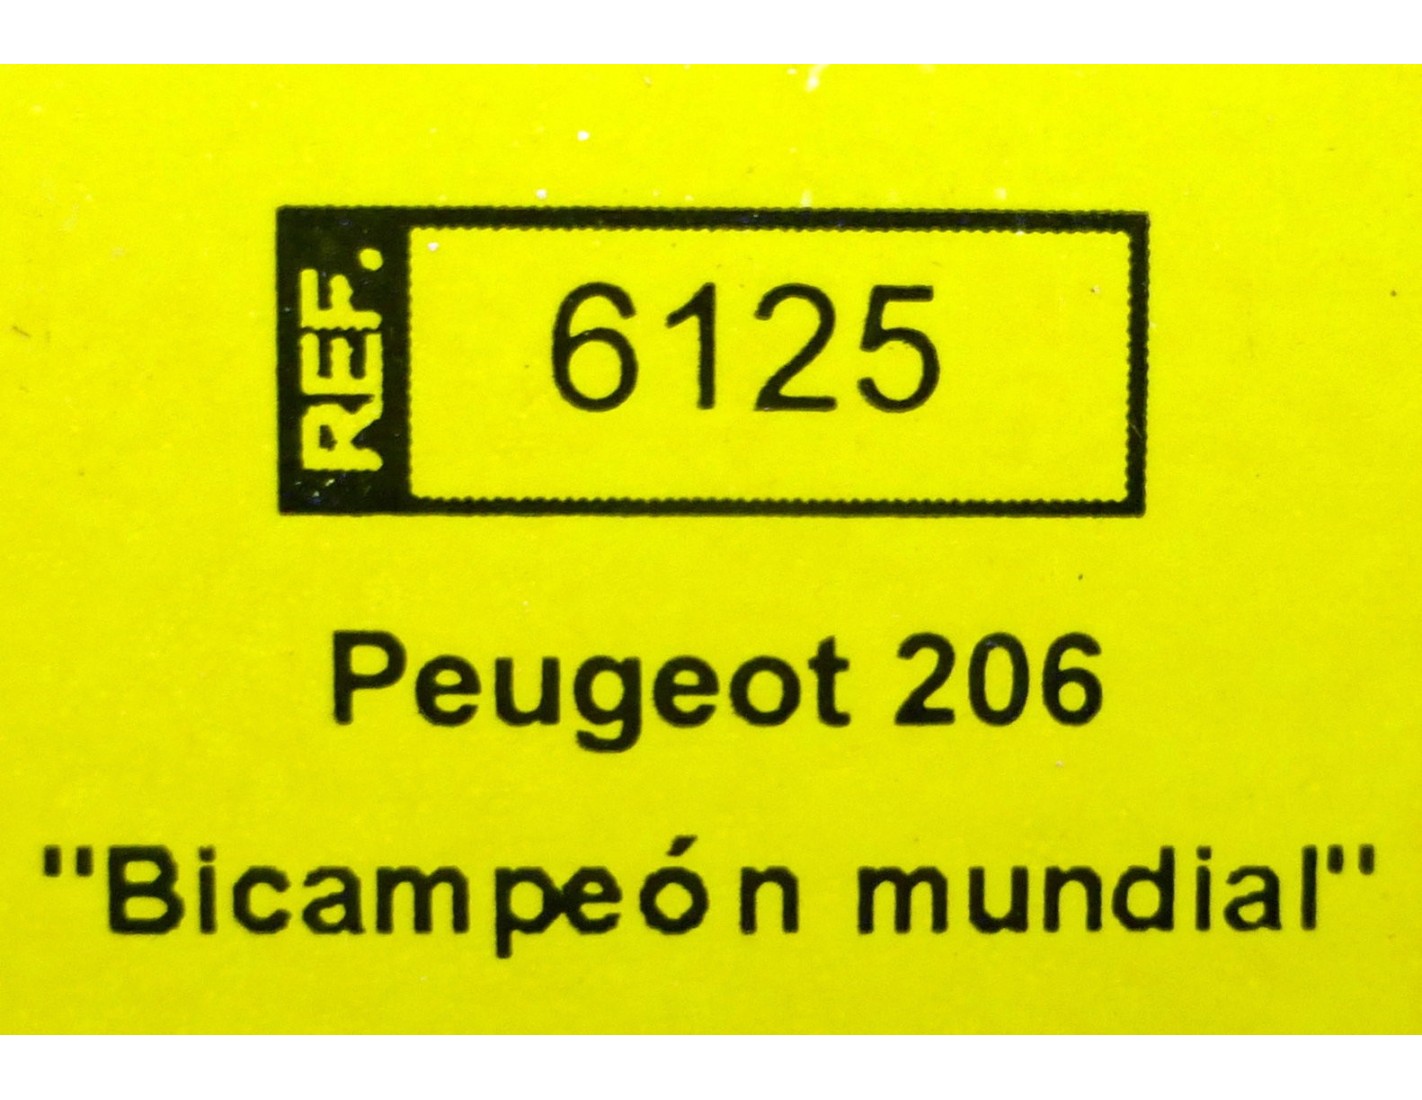 REF. 6125
Peugeot 206
"Bicampeón mundial"